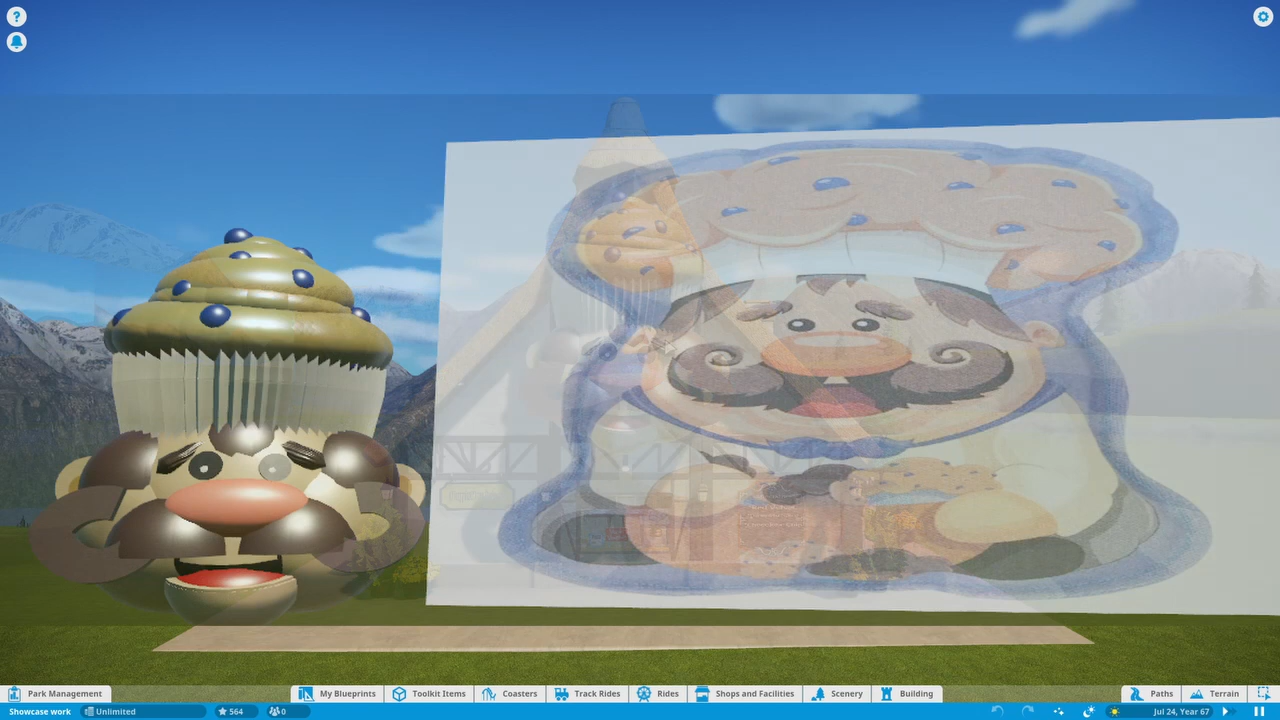 ?
Park Management
My Blueprints
Toolkit Items
Coasters
Track Rides
Rides
Shops and Facilities
Scenery
Building
Paths
Terrain
Showcase work
Unlimited
564
0
Jul 24, Year 67